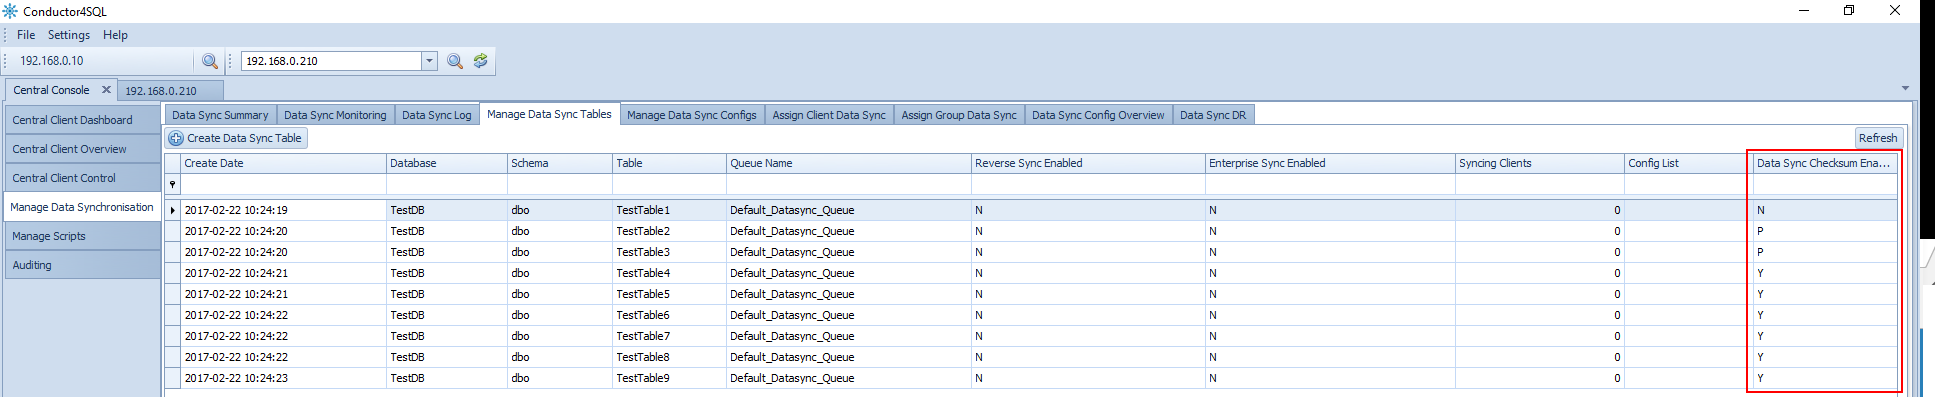 Conductor4SQL
File Settings Help
192.168.0.10 192.168.0.210
Central Console 192.168.0.210
Central Client Dashboard
Central Client Overview
Central Client Control
Manage Data Synchronisation
Manage Scripts
Auditing
Data Sync Summary Data Sync Monitoring Data Sync Log Manage Data Sync Tables Manage Data Sync Configs Assign Client Data Sync Assign Group Data Sync Data Sync Config Overview Data Sync DR
Create Data Sync Table Refresh
Create Date Database Schema Table Queue Name Reverse Sync Enabled Enterprise Sync Enabled Syncing Clients Config List Data Sync Checksum Ena...
2017-02-22 10:24:19 TestDB dbo TestTable1 Default_Datasync_Queue N N 0 N
2017-02-22 10:24:20 TestDB dbo TestTable2 Default_Datasync_Queue N N 0 P
2017-02-22 10:24:20 TestDB dbo TestTable3 Default_Datasync_Queue N N 0 P
2017-02-22 10:24:21 TestDB dbo TestTable4 Default_Datasync_Queue N N 0 Y
2017-02-22 10:24:21 TestDB dbo TestTable5 Default_Datasync_Queue N N 0 Y
2017-02-22 10:24:22 TestDB dbo TestTable6 Default_Datasync_Queue N N 0 Y
2017-02-22 10:24:22 TestDB dbo TestTable7 Default_Datasync_Queue N N 0 Y
2017-02-22 10:24:22 TestDB dbo TestTable8 Default_Datasync_Queue N N 0 Y
2017-02-22 10:24:23 TestDB dbo TestTable9 Default_Datasync_Queue N N 0 Y